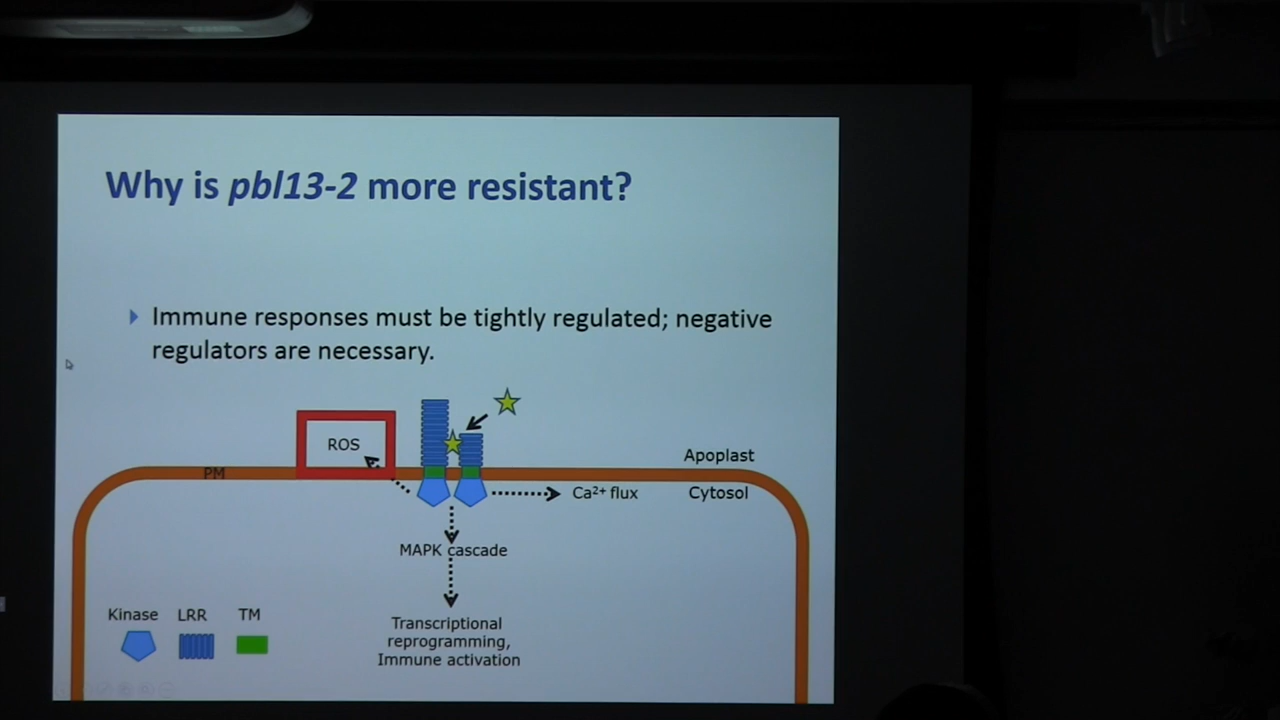 Why is pbl13-2 more resistant?
Immune responses must be tightly regulated; negative
regulators are necessary.
ROS
PM
Apoplast
Cytosol
Ca²⁺ flux
MAPK cascade
Transcriptional
reprogramming,
Immune activation
Kinase LRR TM